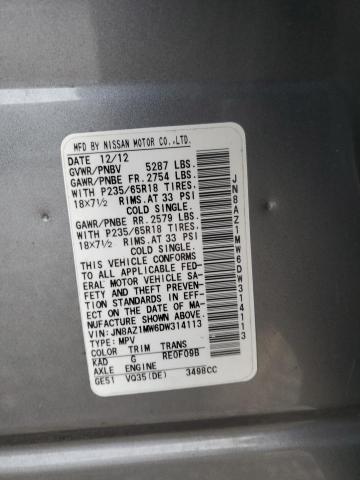 MFD BY NISSAN MOTOR CO.,LTD.
DATE 12/12
GVWR/PNBV 5287 LBS.
GAWR/PNBE FR. 2754 LBS.
WITH P235/65R18 TIRES,
18X7½ RIMS.AT 33 PSI
COLD SINGLE.
GAWR/PNBE RR. 2579 LBS.
WITH P235/65R18 TIRES,
18X7½ RIMS.AT 33 PSI
COLD SINGLE.
THIS VEHICLE CONFORMS
TO ALL APPLICABLE FED-
ERAL MOTOR VEHICLE SA-
FETY AND THEFT PREVEN-
TION STANDARDS IN EFF-
ECT ON THE DATE OF MA-
NUFACTURE SHOWN ABOVE.
VIN:JN8AZ1MW6DW314113
TYPE: MPV
COLOR TRIM TRANS
KAD G RE0F09B
AXLE ENGINE
GE51 VQ35(DE) 3498CC
JN8AZ1MW6DW314113